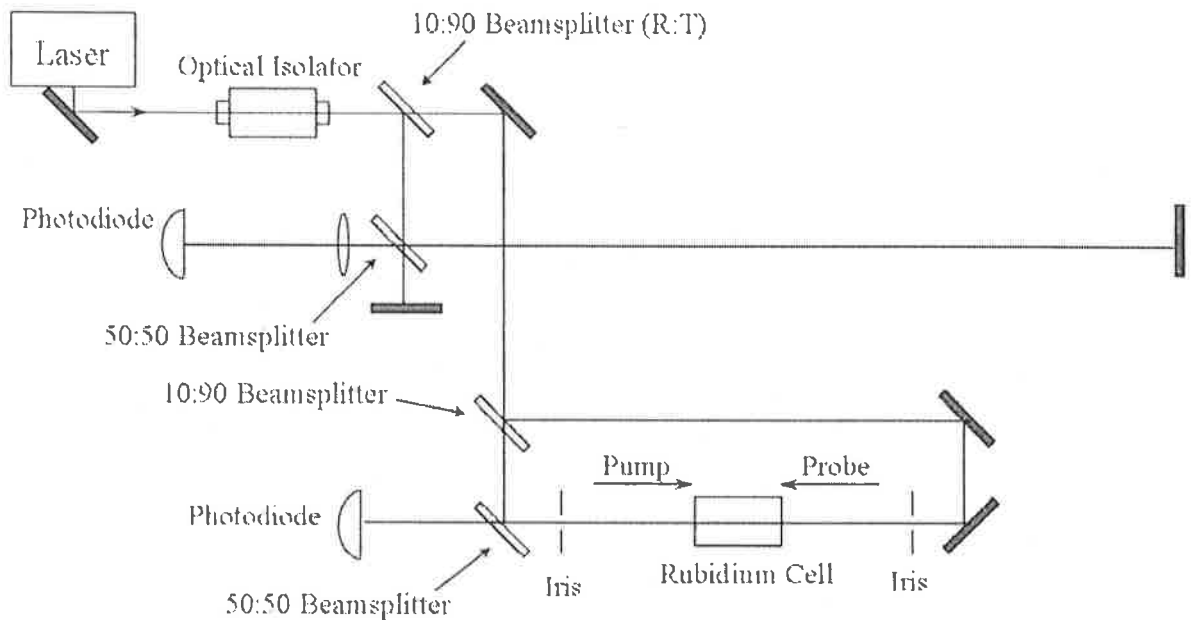 10:90 Beamsplitter (R:T)
Laser
Optical Isolator
Photodiode
50:50 Beamsplitter
10:90 Beamsplitter
Pump
Probe
Photodiode
Iris
Rubidium Cell
Iris
50:50 Beamsplitter